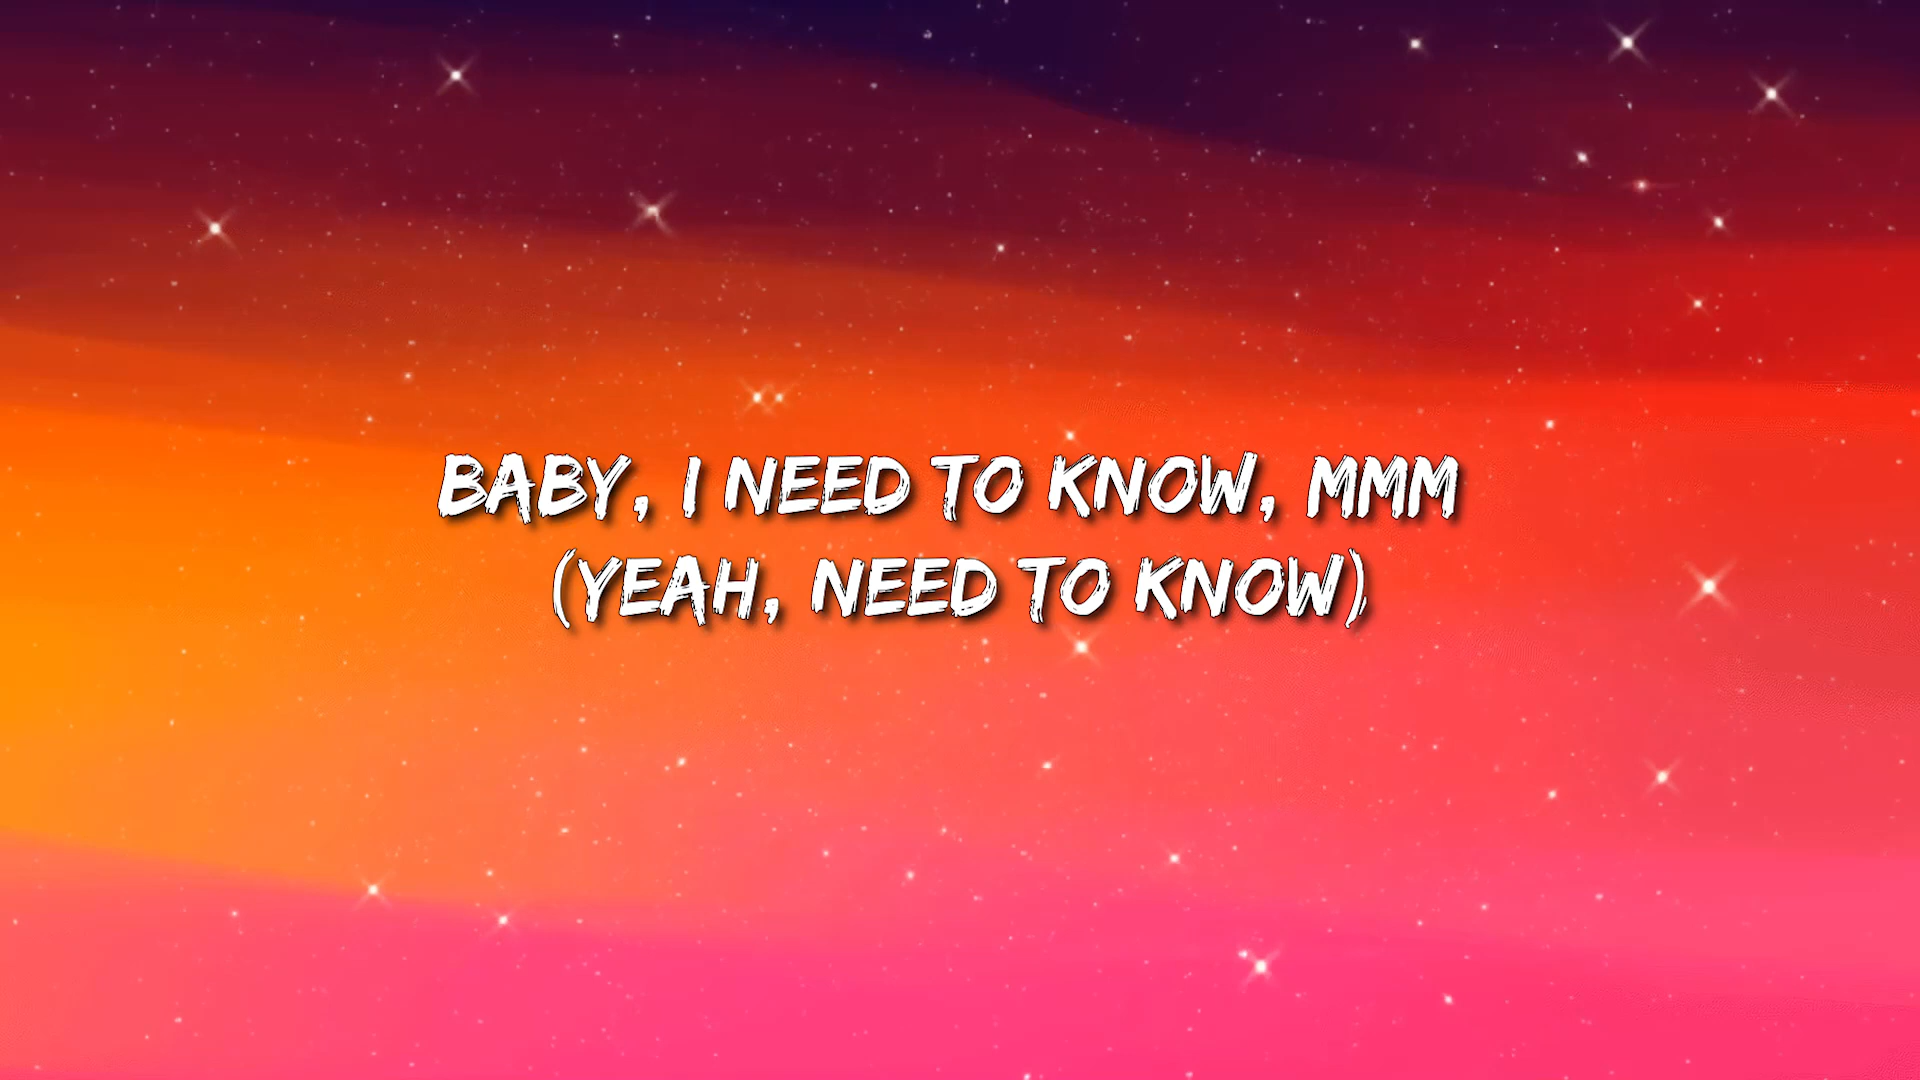 BABY, I NEED TO KNOW, MMM
(YEAH, NEED TO KNOW)